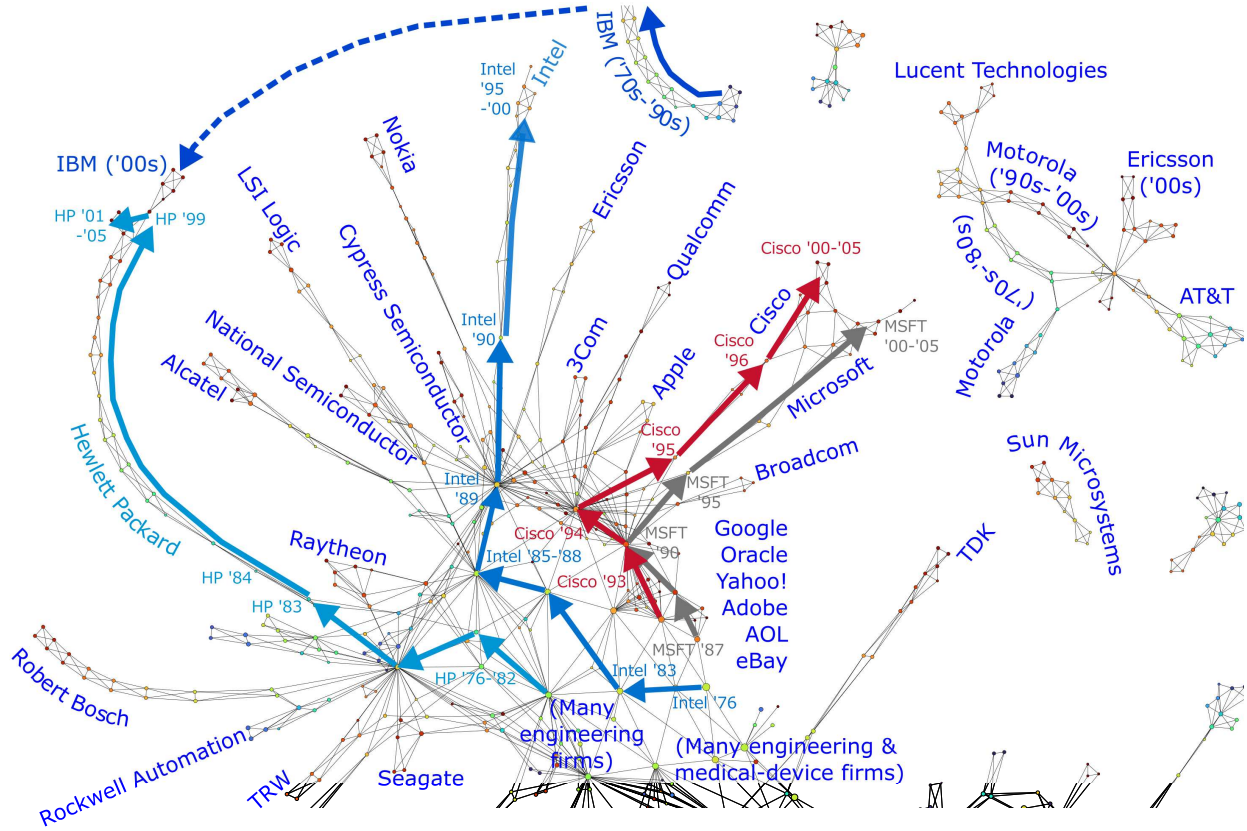 IBM ('70s-'90s)
Intel
'95
-'00
Intel
Lucent Technologies
Nokia
IBM ('00s)
Motorola
('90s-'00s)
Ericsson
('00s)
LSI Logic
Ericsson
Qualcomm
HP '01
-'05
HP '99
Cypress Semiconductor
Cisco '00-'05
('70s-'80s)
Motorola
AT&T
National Semiconductor
Alcatel
Intel
'90
3Com
Apple
Cisco
'96
Cisco
MSFT
'00-'05
Microsoft
Hewlett Packard
Cisco
'95
Broadcom
Sun Microsystems
Intel
'89
MSFT
'95
Cisco '94
MSFT
'90
Raytheon
Intel '85-'88
Cisco '93
HP '84
HP '83
Google
Oracle
Yahoo!
Adobe
AOL
eBay
TDK
MSFT '87
Robert Bosch
HP '76-'82
Intel '83
Intel '76
Rockwell Automation
TRW
Seagate
(Many
engineering
firms)
(Many engineering &
medical-device firms)